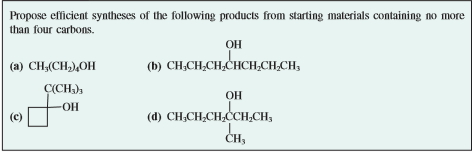 Propose efficient syntheses of the following products from starting materials containing no more
than four carbons.
OH
(a) CH₃(CH₂)₄OH (b) CH₃CH₂CH₂CHCH₂CH₂CH₃
C(CH₃)₃
OH
OH
(c) (d) CH₃CH₂CH₂CCH₂CH₃
CH₃